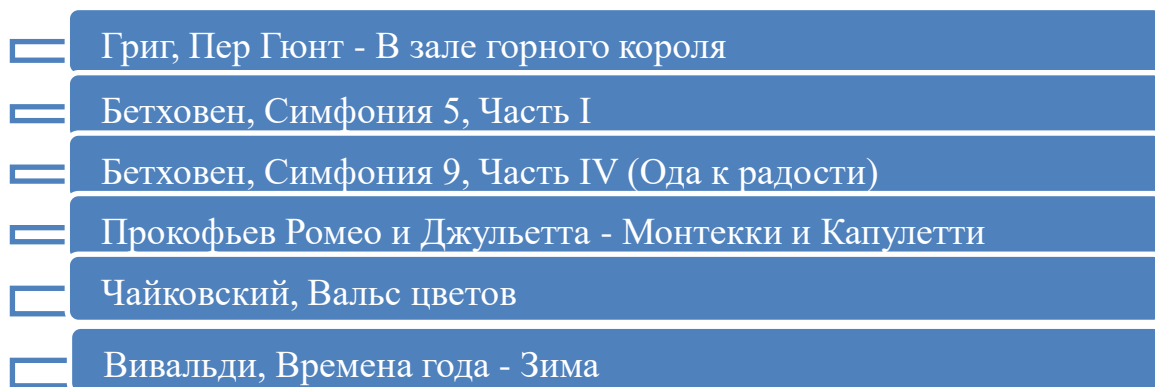 Григ, Пер Гюнт - В зале горного короля
Бетховен, Симфония 5, Часть I
Бетховен, Симфония 9, Часть IV (Ода к радости)
Прокофьев Ромео и Джульетта - Монтекки и Капулетти
Чайковский, Вальс цветов
Вивальди, Времена года - Зима